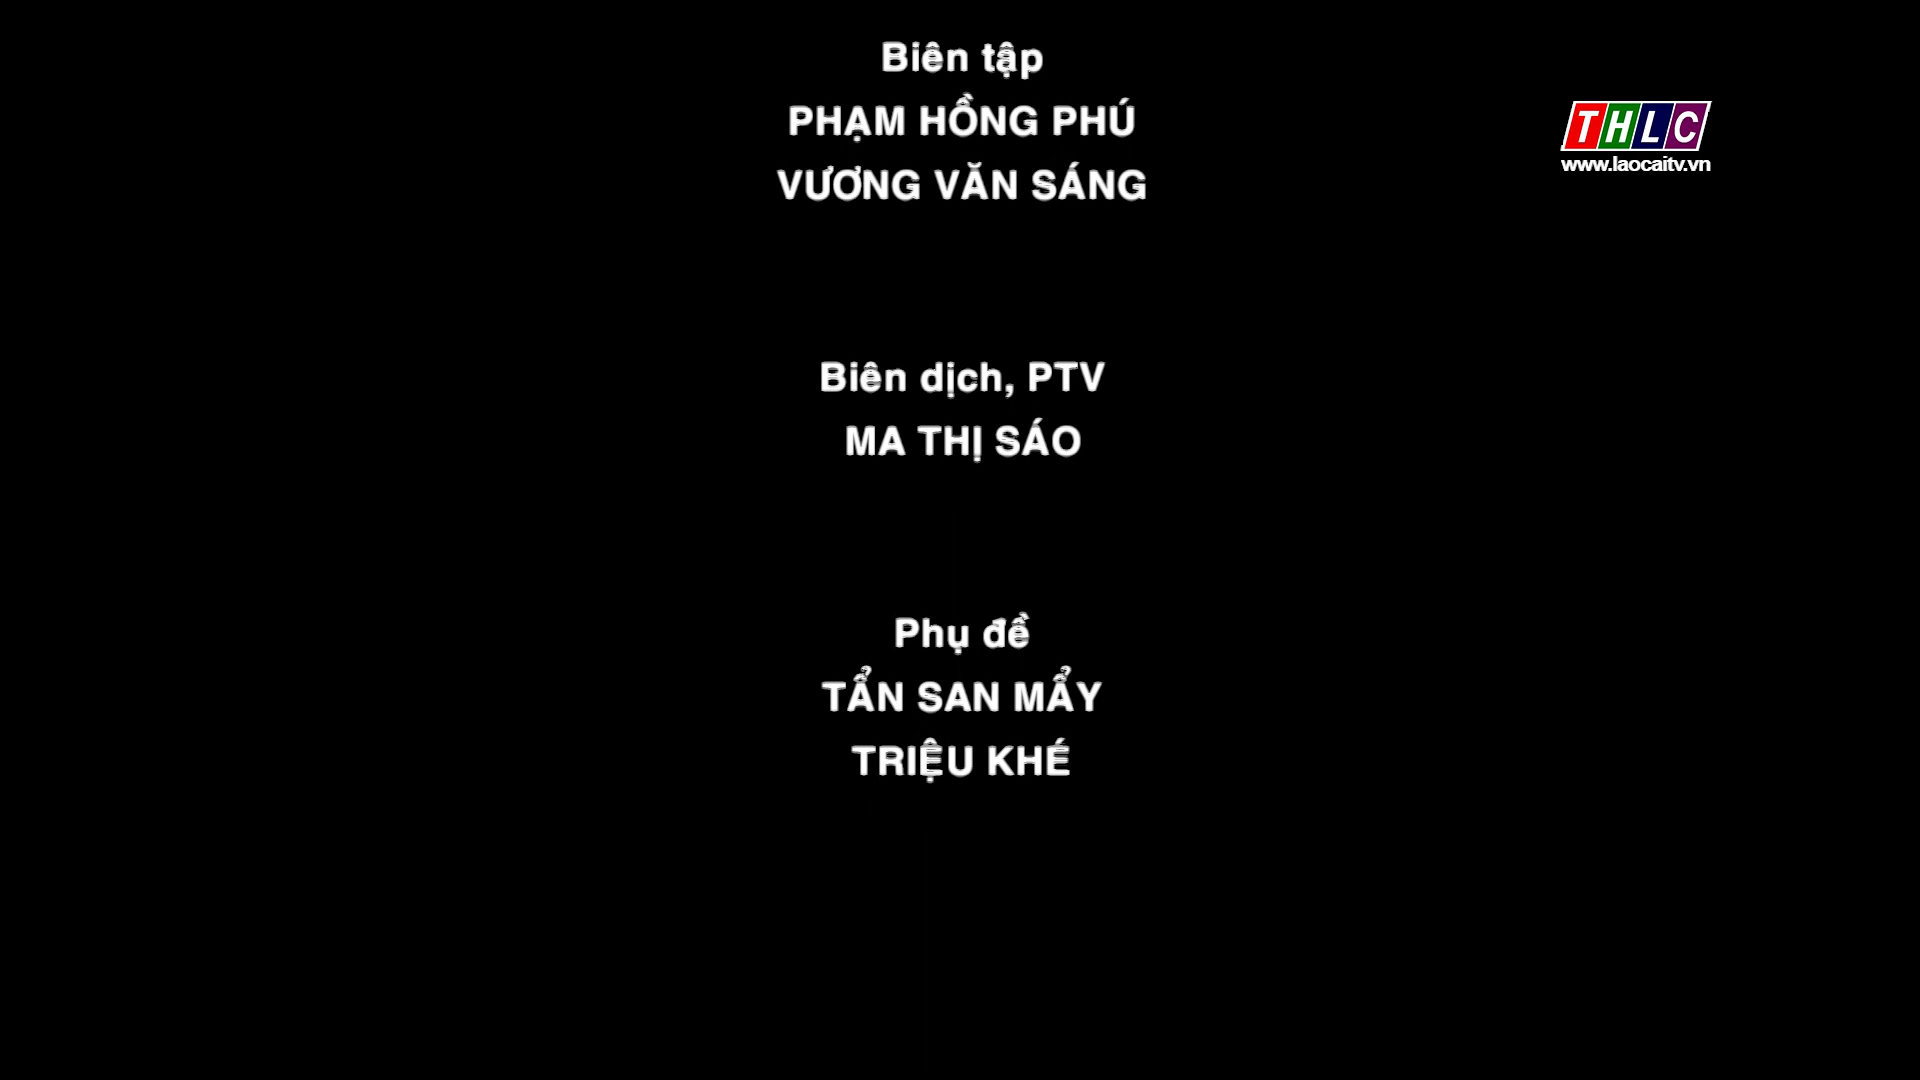 Biên tập
PHẠM HỒNG PHÚ
VƯƠNG VĂN SÁNG
THLC
www.laocaitv.vn
Biên dịch, PTV
MA THỊ SÁO
Phụ đề
TẨN SAN MẨY
TRIỆU KHÉ